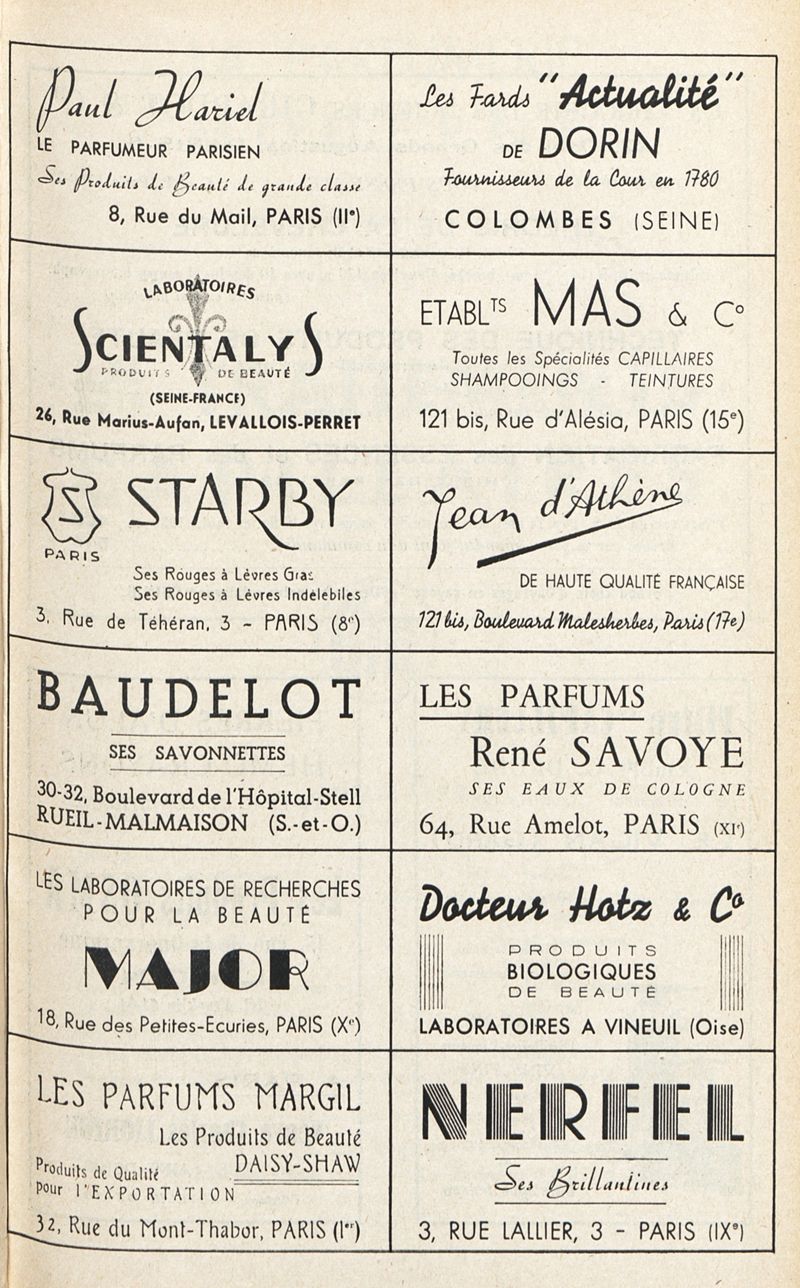 Paul Hariel
LE PARFUMEUR PARISIEN
Ses Produits de Beauté de grande classe
8, Rue du Mail, PARIS (IIe)
Les Fards "Actualité"
DE DORIN
Fournisseurs de la Cour en 1780
COLOMBES (SEINE)
LABORATOIRES
SCIENTALYS
PRODUITS DE BEAUTÉ
(SEINE-FRANCE)
26, Rue Marius-Aufan, LEVALLOIS-PERRET
ETABLTS MAS & Co
Toutes les Spécialités CAPILLAIRES
SHAMPOOINGS - TEINTURES
121 bis, Rue d'Alésia, PARIS (15e)
S STARBY
PARIS
Ses Rouges à Lèvres Gras
Ses Rouges à Lèvres Indélébiles
3, Rue de Téhéran, 3 - PARIS (8e)
Jean d'Athène
DE HAUTE QUALITÉ FRANÇAISE
121 bis, Boulevard Malesherbes, Paris (17e)
BAUDELOT
SES SAVONNETTES
30-32, Boulevard de l'Hôpital-Stell
RUEIL-MALMAISON (S.-et-O.)
LES PARFUMS
René SAVOYE
SES EAUX DE COLOGNE
64, Rue Amelot, PARIS (XIe)
LES LABORATOIRES DE RECHERCHES
POUR LA BEAUTÉ
MAJOR
18, Rue des Petites-Ecuries, PARIS (Xe)
Docteur Hotz & Co
PRODUITS
BIOLOGIQUES
DE BEAUTÉ
LABORATOIRES A VINEUIL (Oise)
LES PARFUMS MARGIL
Les Produits de Beauté
DAISY-SHAW
Produits de Qualité
pour l'EXPORTATION
32, Rue du Mont-Thabor, PARIS (Ier)
NERFEL
Ses Brillantines
3, RUE LALLIER, 3 - PARIS (IXe)